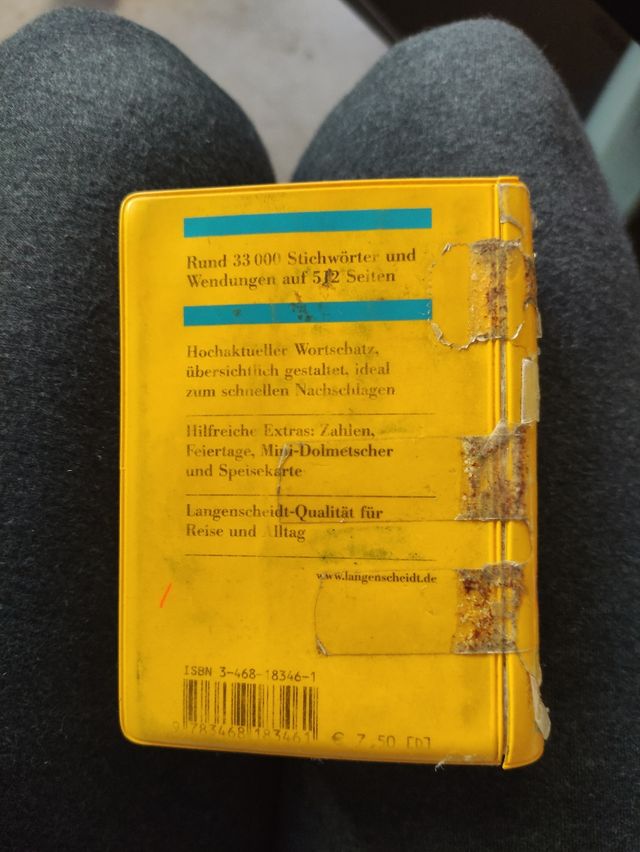 Rund 33 000 Stichwörter und
Wendungen auf 512 Seiten
Hochaktueller Wortschatz,
übersichtlich gestaltet, ideal
zum schnellen Nachschlagen
Hilfreiche Extras: Zahlen,
Feiertage, Mini-Dolmetscher
und Speisekarte
Langenscheidt-Qualität für
Reise und Alltag
www.langenscheidt.de
ISBN 3-468-18346-1
9 783468 183461 € 7,50 [D]